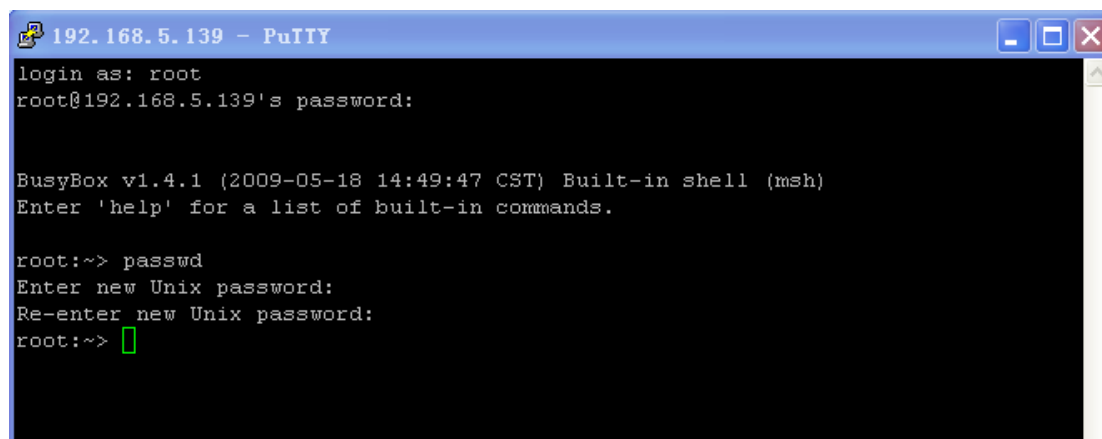 192.168.5.139 - PuTTY
login as: root
root@192.168.5.139's password:
BusyBox v1.4.1 (2009-05-18 14:49:47 CST) Built-in shell (msh)
Enter 'help' for a list of built-in commands.
root:~> passwd
Enter new Unix password:
Re-enter new Unix password:
root:~>